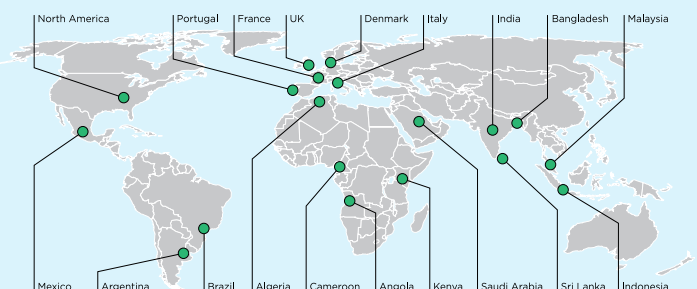 North America
Portugal
France
UK
Denmark
Italy
India
Bangladesh
Malaysia
Mexico
Argentina
Brazil
Algeria
Cameroon
Angola
Kenya
Saudi Arabia
Sri Lanka
Indonesia